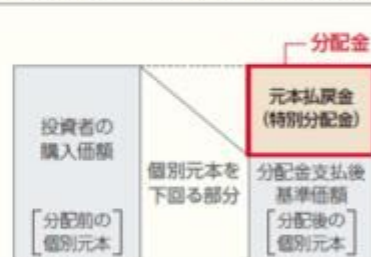 分配金
元本払戻金
(特別分配金)
投資者の
購入価額
個別元本を
下回る部分
分配金支払後
基準価額
[分配前の
個別元本]
[分配後の
個別元本]